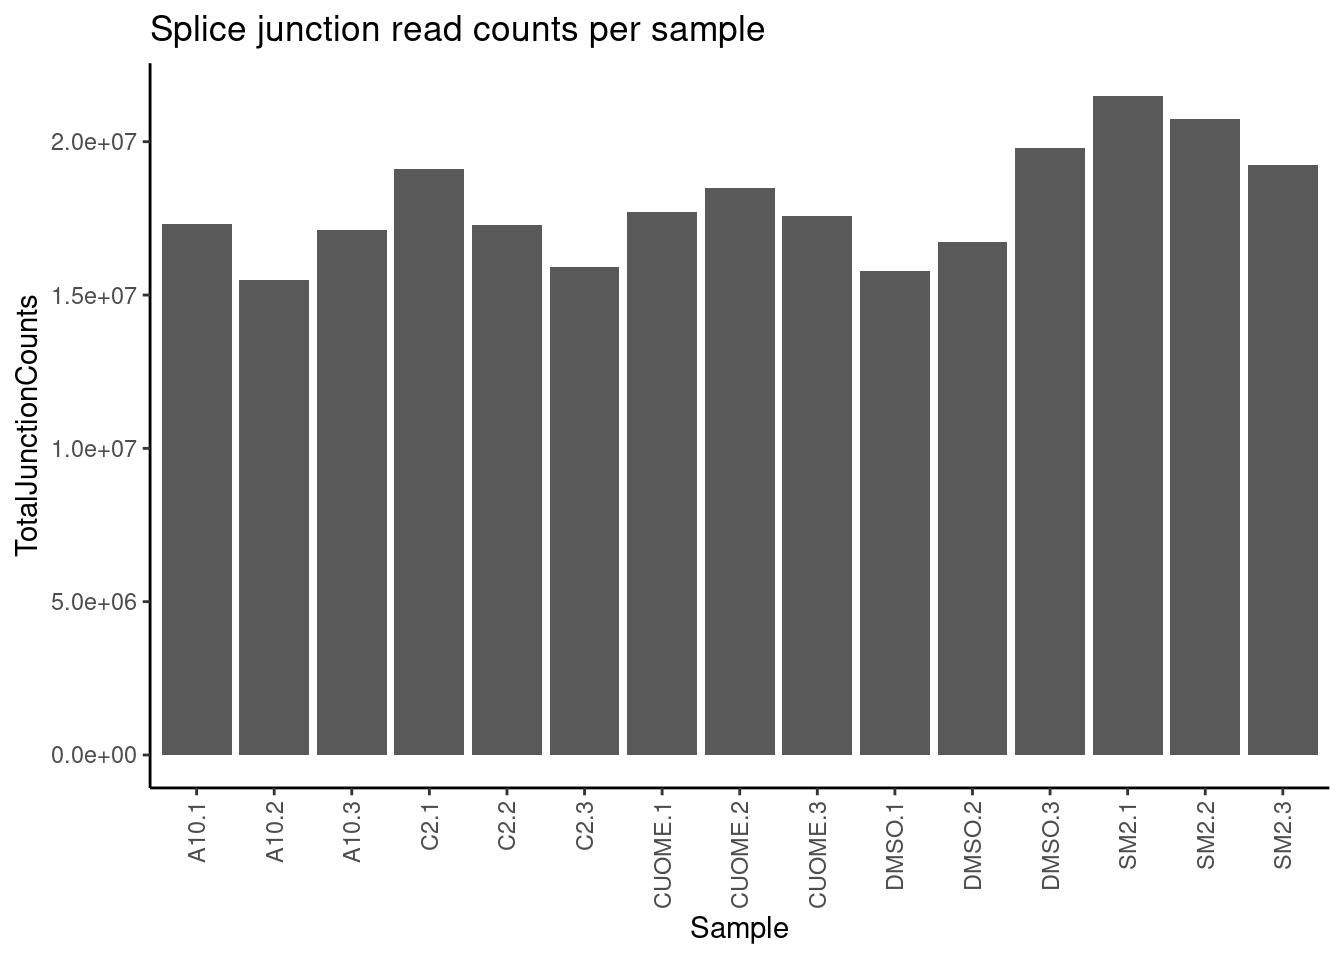 Splice junction read counts per sample
TotalJunctionCounts
2.0e+07
1.5e+07
1.0e+07
5.0e+06
0.0e+00
A10.1
A10.2
A10.3
C2.1
C2.2
C2.3
CUOME.1
CUOME.2
CUOME.3
DMSO.1
DMSO.2
DMSO.3
SM2.1
SM2.2
SM2.3
Sample